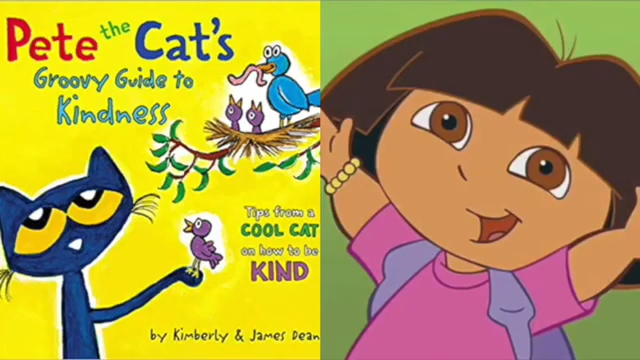 Pete the Cat's
Groovy Guide to
Kindness
Tips from a
COOL CAT
on how to be
KIND
by Kimberly & James Dean